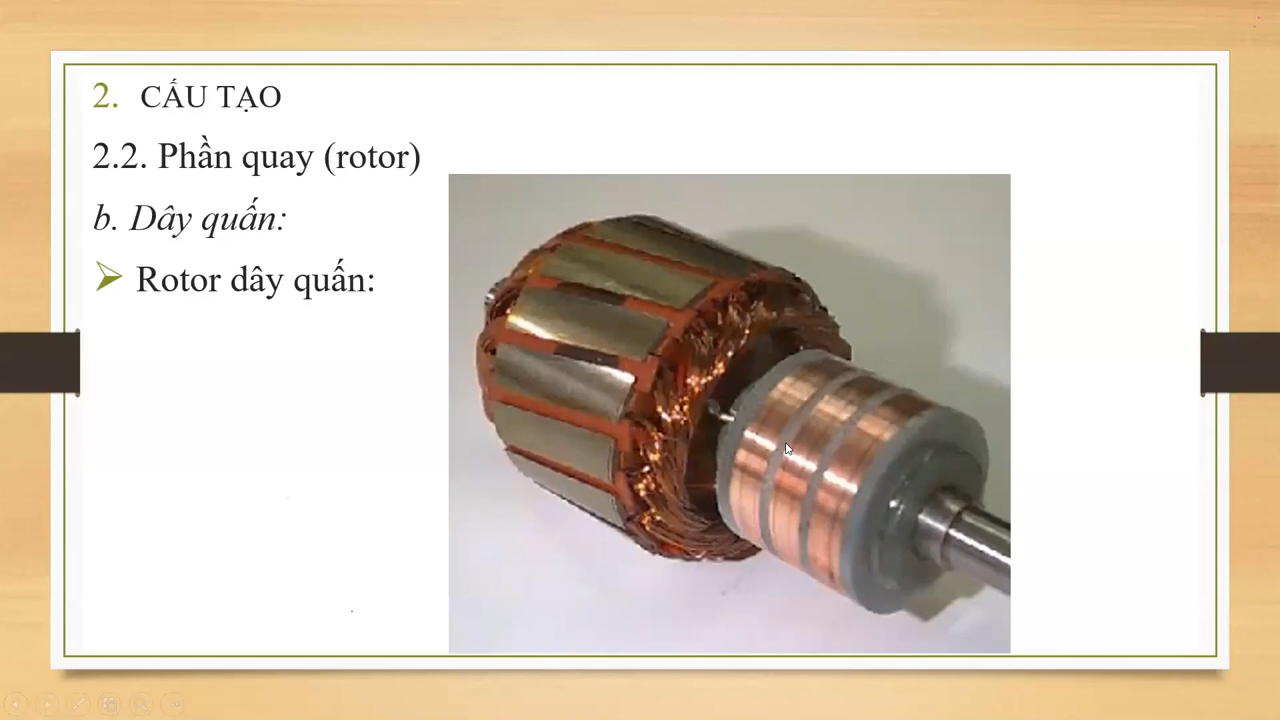 2. CẤU TẠO
2.2. Phần quay (rotor)
b. Dây quấn:
Rotor dây quấn: